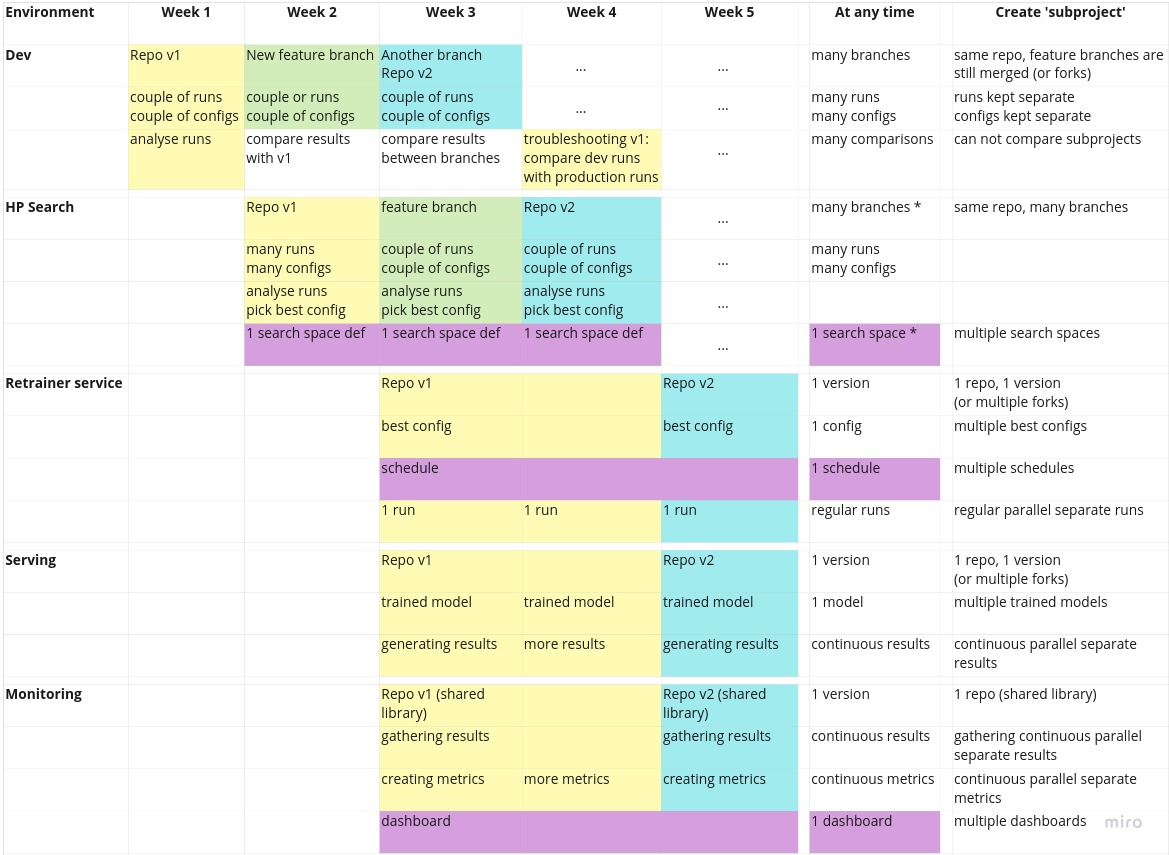 Environment Week 1 Week 2 Week 3 Week 4 Week 5 At any time Create 'subproject'
Dev Repo v1 New feature branch Another branch many branches same repo, feature branches are
Repo v2 ... ... still merged (or forks)
couple of runs couple or runs couple of runs many runs runs kept separate
couple of configs couple of configs couple of configs ... ... many configs configs kept separate
analyse runs compare results compare results troubleshooting v1: many comparisons can not compare subprojects
with v1 between branches compare dev runs ...
with production runs
HP Search Repo v1 feature branch Repo v2 ... many branches * same repo, many branches
many runs couple of runs couple of runs many runs
many configs couple of configs couple of configs ... many configs
analyse runs analyse runs analyse runs
pick best config pick best config pick best config ...
1 search space def 1 search space def 1 search space def ... 1 search space * multiple search spaces
Retrainer service Repo v1 Repo v2 1 version 1 repo, 1 version
(or multiple forks)
best config best config 1 config multiple best configs
schedule 1 schedule multiple schedules
1 run 1 run 1 run regular runs regular parallel separate runs
Serving Repo v1 Repo v2 1 version 1 repo, 1 version
(or multiple forks)
trained model trained model trained model 1 model multiple trained models
generating results more results generating results continuous results continuous parallel separate
results
Monitoring Repo v1 (shared Repo v2 (shared 1 version 1 repo (shared library)
library) library)
gathering results gathering results continuous results gathering continuous parallel
separate results
creating metrics more metrics creating metrics continuous metrics continuous parallel separate
metrics
dashboard 1 dashboard multiple dashboards miro